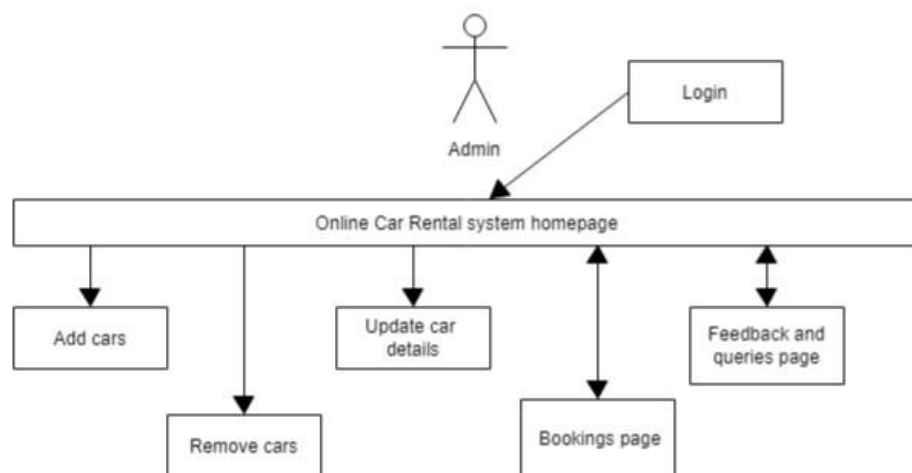 Login
Admin
Online Car Rental system homepage
Add cars
Update car
details
Feedback and
queries page
Remove cars
Bookings page